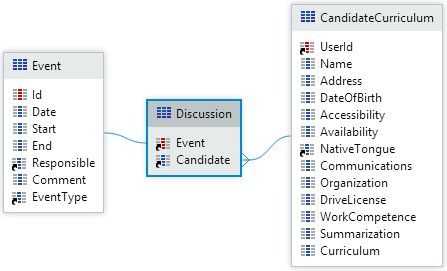 Event
Id
Date
Start
End
Responsible
Comment
EventType
Discussion
Event
Candidate
CandidateCurriculum
UserId
Name
Address
DateOfBirth
Accessibility
Availability
NativeTongue
Communications
Organization
DriveLicense
WorkCompetence
Summarization
Curriculum